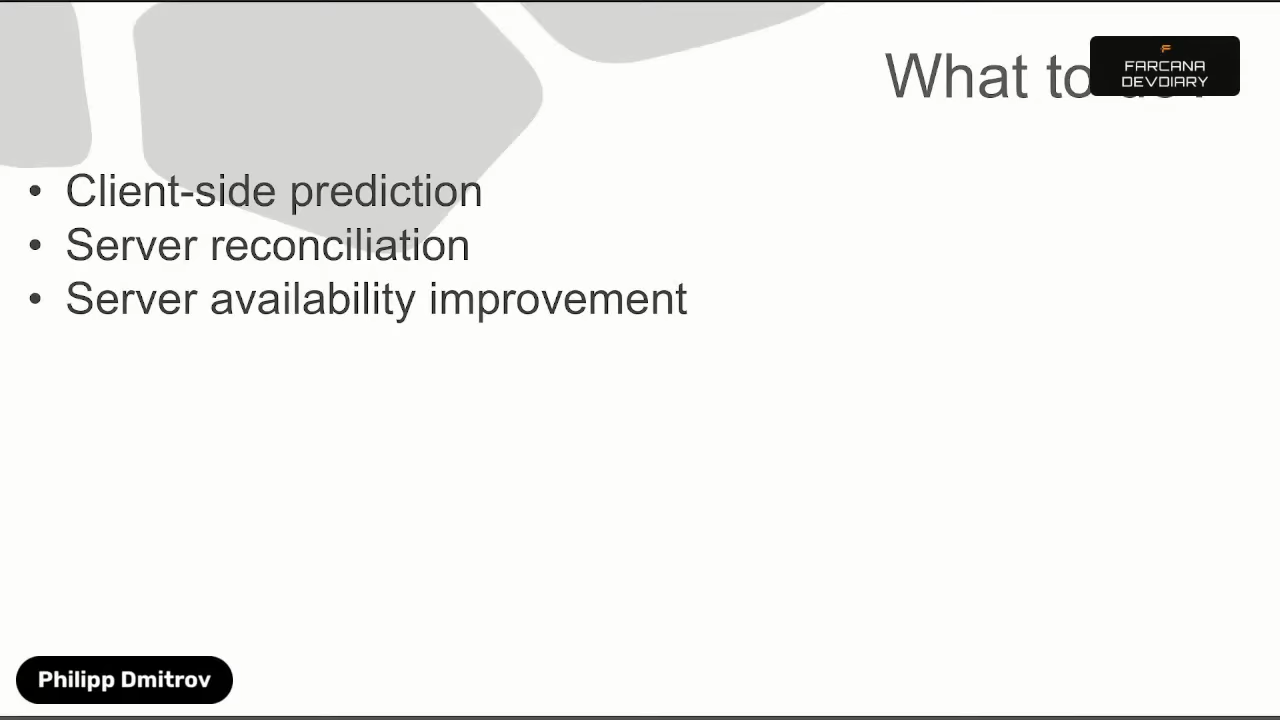 What to
FARCANA
DEVDIARY
• Client-side prediction
• Server reconciliation
• Server availability improvement
Philipp Dmitrov